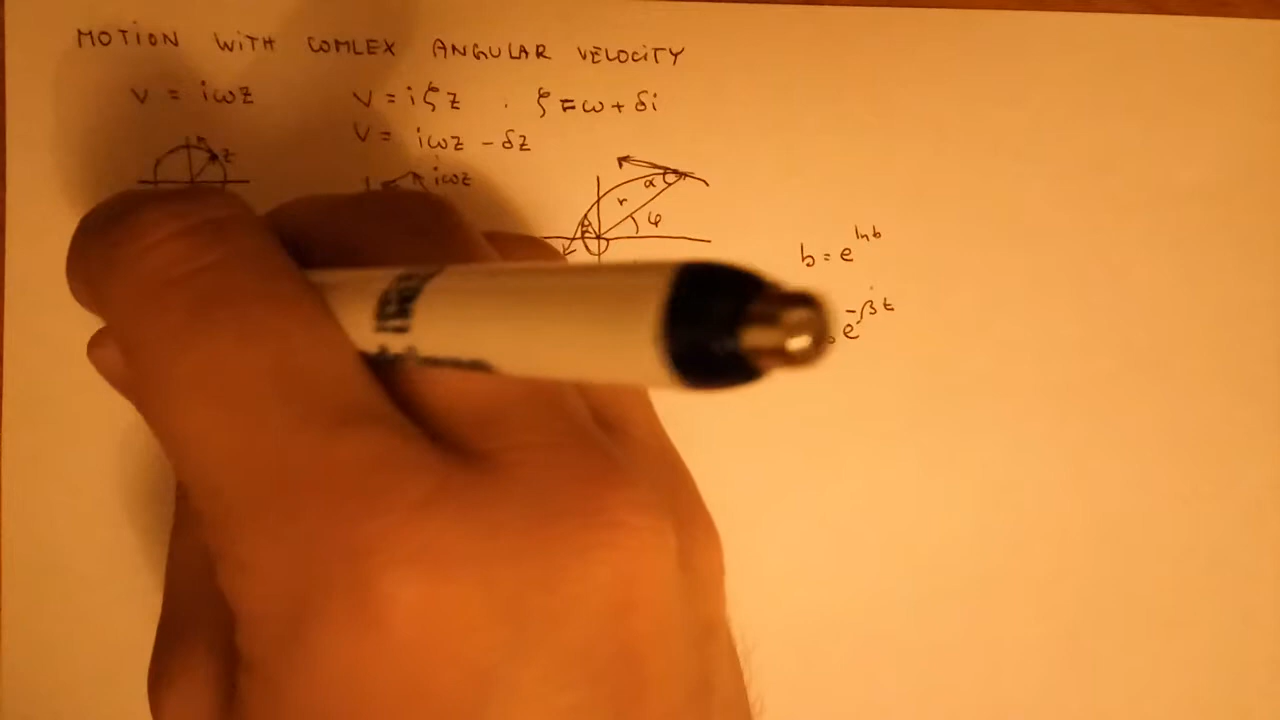 MOTION WITH COMLEX ANGULAR VELOCITY
v = iωz
v = iζz . ζ = ω + δi
v = iωz - δz
z
iωz
α
r
φ
b = e^{ln b}
e^{-βt}